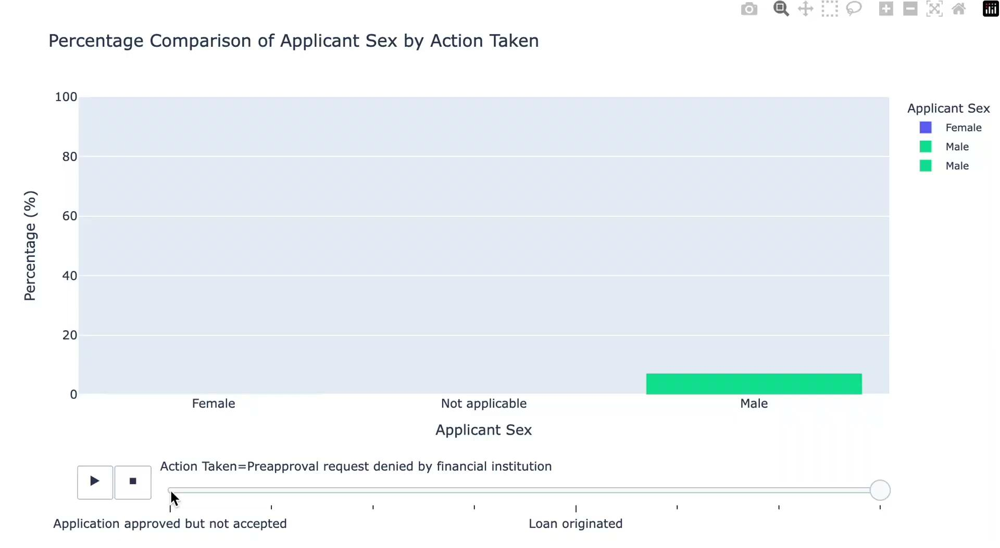 Percentage Comparison of Applicant Sex by Action Taken
100
80
60
40
20
0
Percentage (%)
Female
Not applicable
Male
Applicant Sex
Applicant Sex
Female
Male
Male
Action Taken=Preapproval request denied by financial institution
Application approved but not accepted
Loan originated